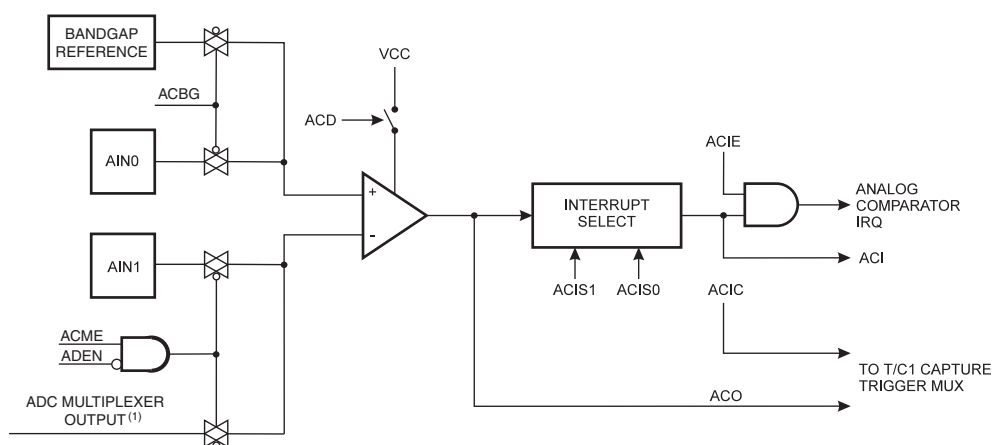 BANDGAP
REFERENCE
ACBG
AIN0
VCC
ACD
+
-
AIN1
ACME
ADEN
ADC MULTIPLEXER
OUTPUT (1)
INTERRUPT
SELECT
ACIS1 ACIS0
ACIE
ANALOG
COMPARATOR
IRQ
ACI
ACIC
TO T/C1 CAPTURE
TRIGGER MUX
ACO